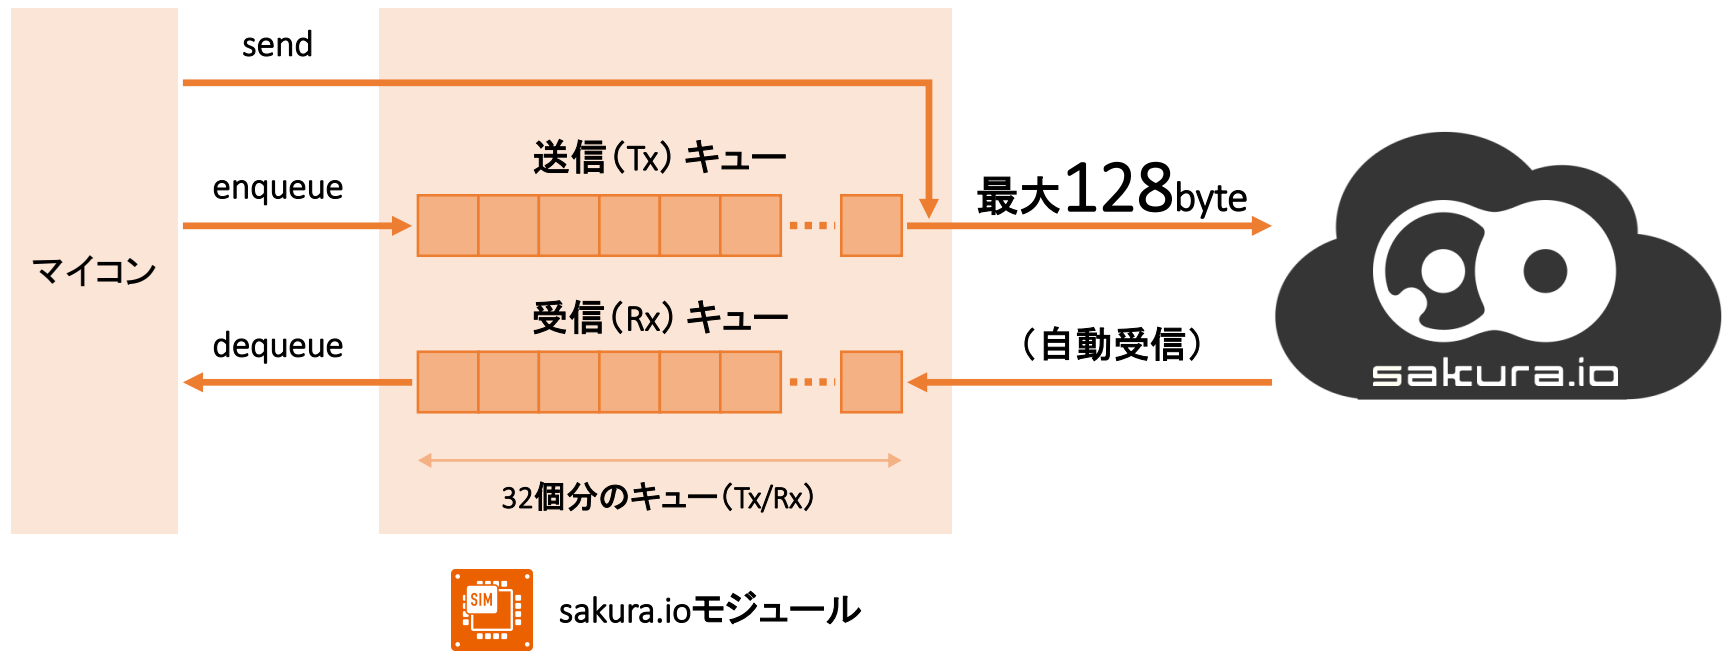 send
送信（Tx）キュー
enqueue
最大128byte
マイコン
受信（Rx）キュー
dequeue
（自動受信）
sakura.io
32個分のキュー（Tx/Rx）
SIM
sakura.ioモジュール